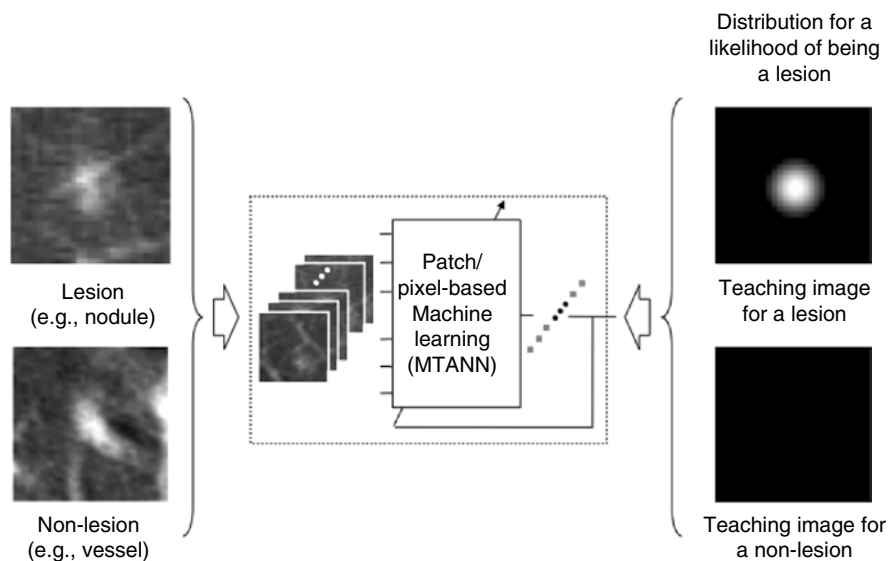 Distribution for a
likelihood of being
a lesion
Lesion
(e.g., nodule)
Non-lesion
(e.g., vessel)
Patch/
pixel-based
Machine
learning
(MTANN)
Teaching image
for a lesion
Teaching image for
a non-lesion